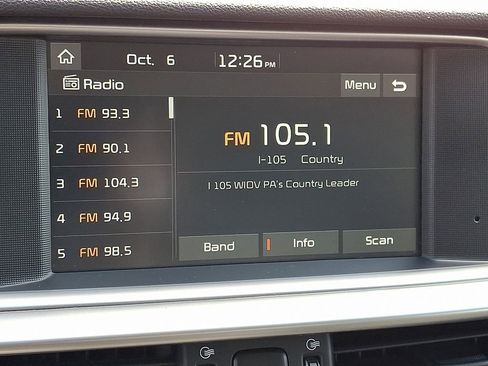 Oct. 6 12:26 PM
Radio Menu
1 FM 93.3
2 FM 90.1
3 FM 104.3
4 FM 94.9
5 FM 98.5
FM 105.1
I-105 Country
I 105 WIOV PA's Country Leader
Band Info Scan